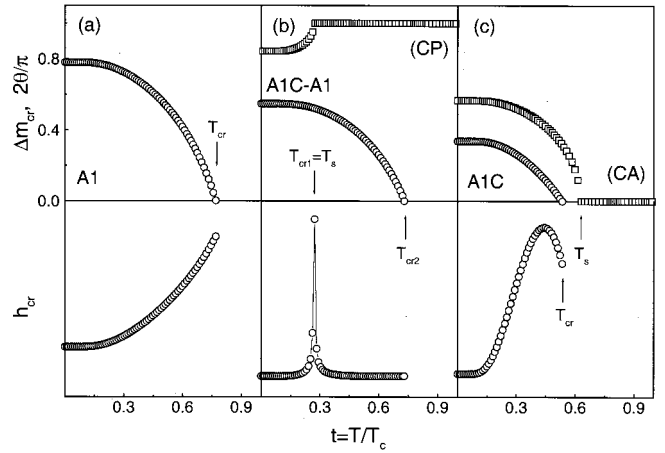 (a)
(b)
(c)
Δm_cr, 2θ/π
0.8
0.4
0.0
A1
T_cr
(CP)
A1C-A1
T_cr1=T_s
T_cr2
A1C
(CA)
T_s
T_cr
h_cr
0.3 0.6 0.9 0.3 0.6 0.9 0.3 0.6 0.9
t=T/T_c